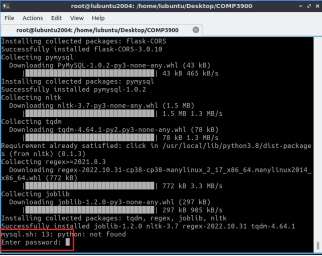 root@lubuntu2004: /home/lubuntu/Desktop/COMP3900
File Actions Edit View Help
root@lubuntu2004: /home/lubuntu/Desktop/COMP3900
Installing collected packages: flask-CORS
Successfully installed flask-CORS-3.0.10
Collecting pymysql
Downloading PyMySQL-1.0.2-py3-none-any.whl (43 kB)
43 kB 465 kB/s
Installing collected packages: pymysql
Successfully installed pymysql-1.0.2
Collecting nltk
Downloading nltk-3.7-py3-none-any.whl (1.5 MB)
1.5 MB 1.3 MB/s
Collecting tqdm
Downloading tqdm-4.64.1-py2.py3-none-any.whl (78 kB)
78 kB 1.3 MB/s
Requirement already satisfied: click in /usr/local/lib/python3.8/dist-package
s (from nltk) (8.1.3)
Collecting regex>=2021.8.3
Downloading regex-2022.10.31-cp38-cp38-manylinux_2_17_x86_64.manylinux2014_
x86_64.whl (772 kB)
772 kB 3.3 MB/s
Collecting joblib
Downloading joblib-1.2.0-py3-none-any.whl (297 kB)
297 kB 905 kB/s
Installing collected packages: tqdm, regex, joblib, nltk
Successfully installed joblib-1.2.0 nltk-3.7 regex-2022.10.31 tqdm-4.64.1
mysql.sh: 13: python: not found
Enter password: